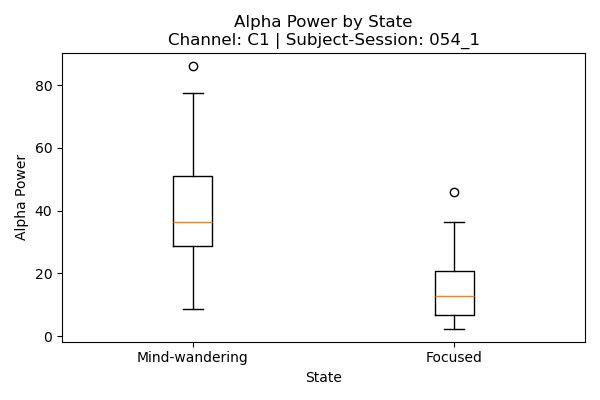 Alpha Power by State
Channel: C1 | Subject-Session: 054_1
Alpha Power
80
60
40
20
0
Mind-wandering
Focused
State